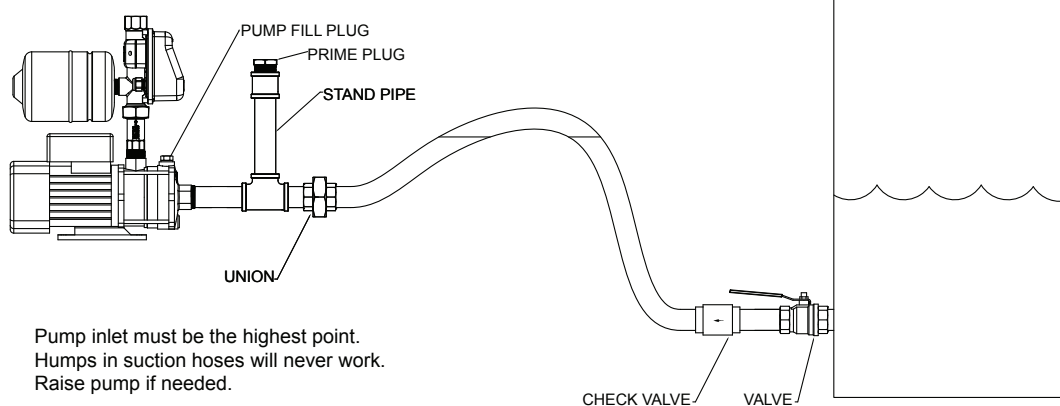 PUMP FILL PLUG
PRIME PLUG
STAND PIPE
UNION
Pump inlet must be the highest point.
Humps in suction hoses will never work.
Raise pump if needed.
CHECK VALVE
VALVE